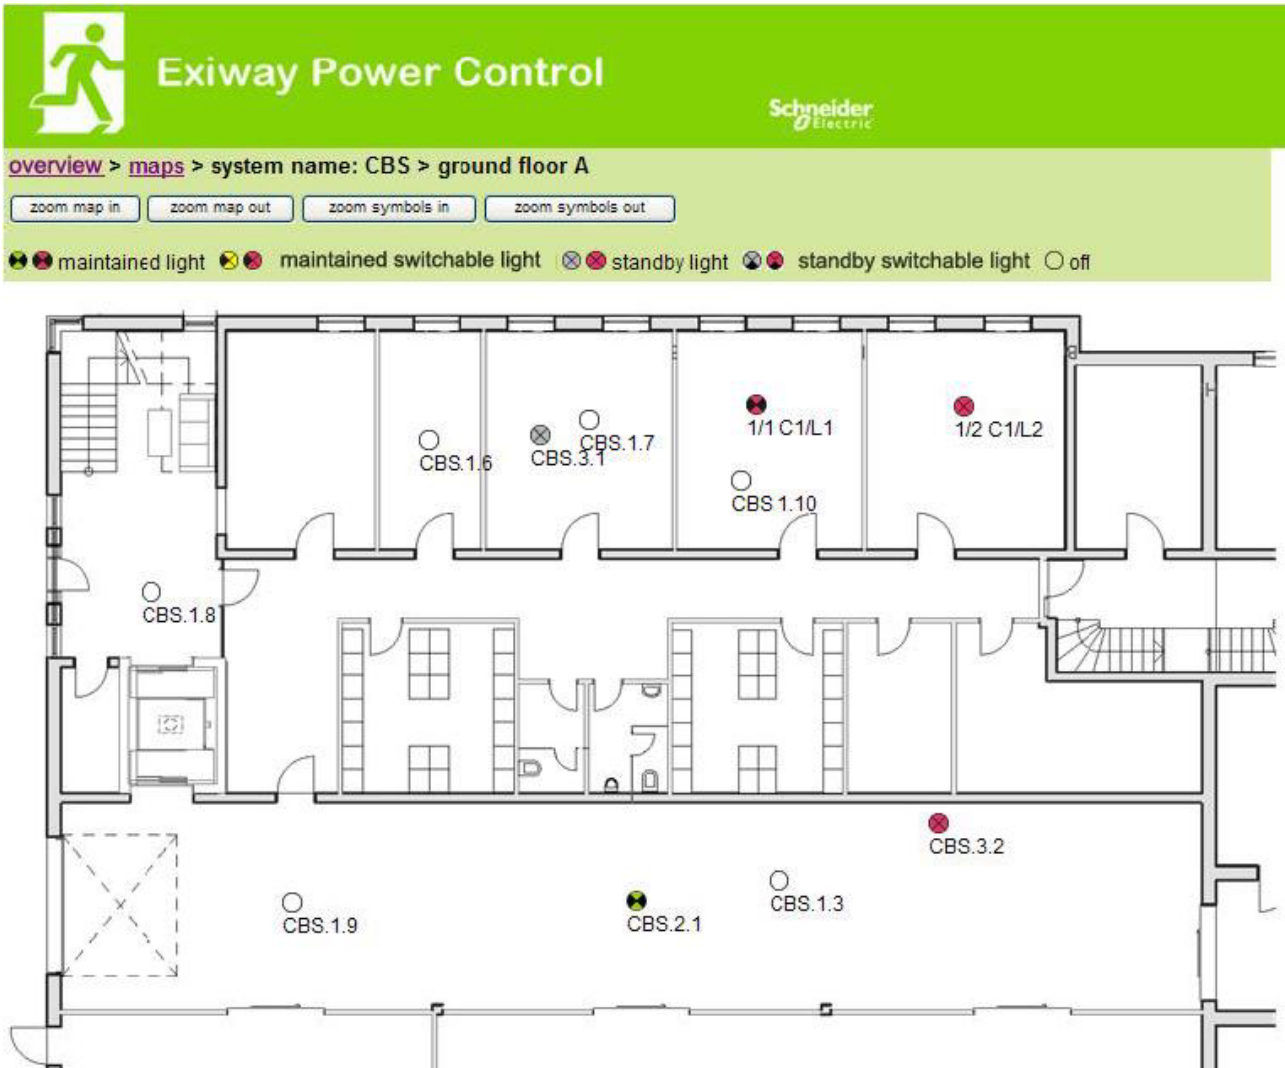 Exiway Power Control
Schneider
Electric
overview > maps > system name: CBS > ground floor A
zoom map in zoom map out zoom symbols in zoom symbols out
maintained light maintained switchable light standby light standby switchable light off
1/1 C1/L1
1/2 C1/L2
CBS.1.7
CBS.1.6
CBS.3.1
CBS 1.10
CBS.1.8
CBS.3.2
CBS.1.3
CBS.1.9
CBS.2.1